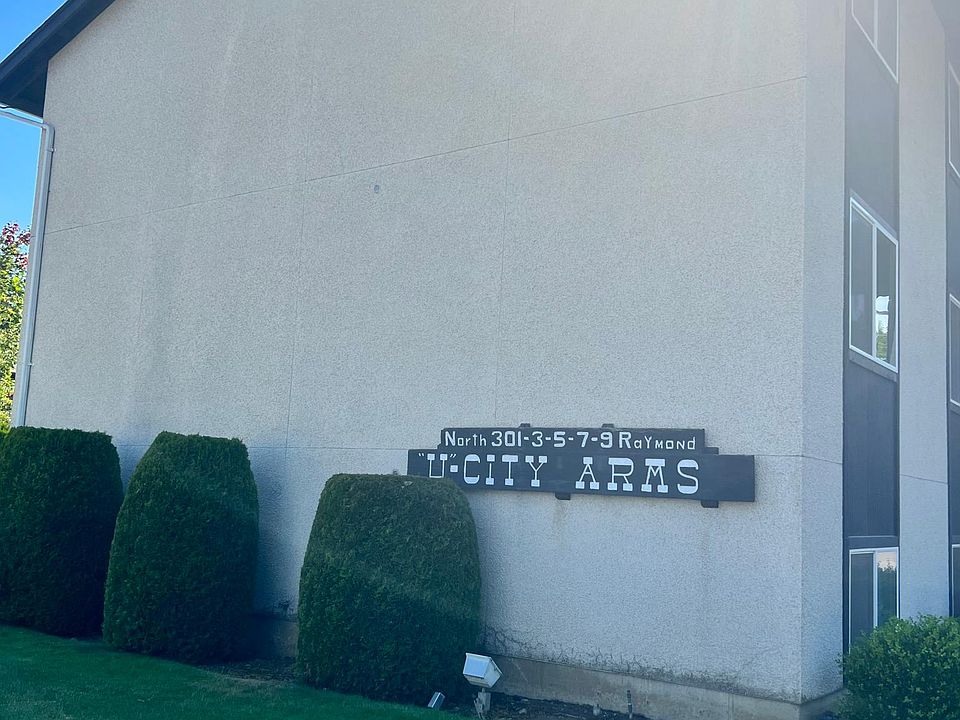 North 301-3-5-7-9 RaYMOND
"U"-CITY ARMS